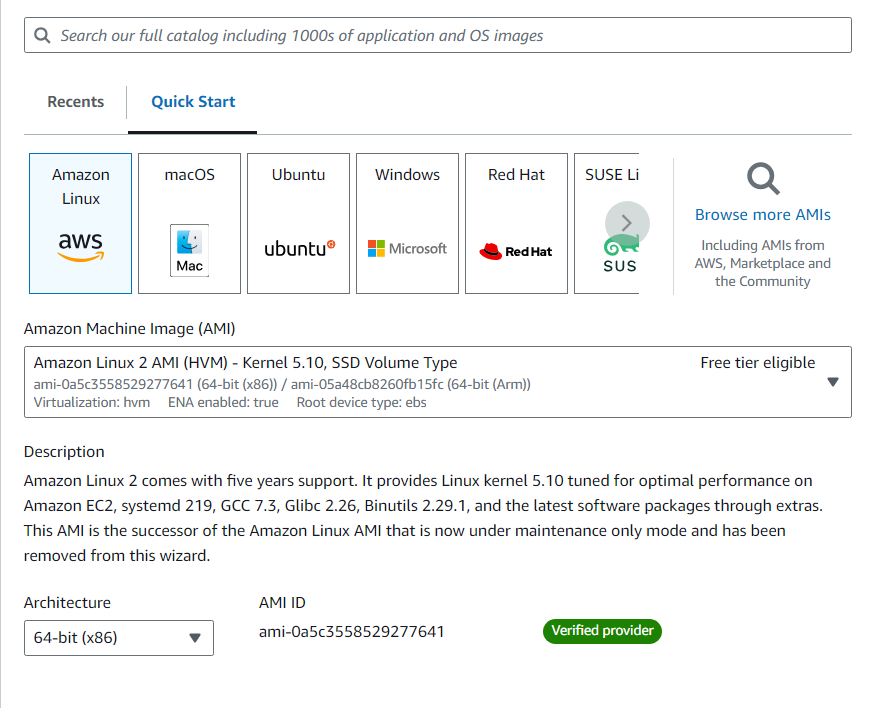 Search our full catalog including 1000s of application and OS images
Recents
Quick Start
Amazon
Linux
aws
macOS
Mac
Ubuntu
ubuntu
Windows
Microsoft
Red Hat
Red Hat
SUSE Li
SUS
Browse more AMIs
Including AMIs from
AWS, Marketplace and
the Community
Amazon Machine Image (AMI)
Amazon Linux 2 AMI (HVM) - Kernel 5.10, SSD Volume Type
Free tier eligible
ami-0a5c3558529277641 (64-bit (x86)) / ami-05a48cb8260fb15fc (64-bit (Arm))
Virtualization: hvm ENA enabled: true Root device type: ebs
Description
Amazon Linux 2 comes with five years support. It provides Linux kernel 5.10 tuned for optimal performance on
Amazon EC2, systemd 219, GCC 7.3, Glibc 2.26, Binutils 2.29.1, and the latest software packages through extras.
This AMI is the successor of the Amazon Linux AMI that is now under maintenance only mode and has been
removed from this wizard.
Architecture
AMI ID
64-bit (x86)
ami-0a5c3558529277641
Verified provider